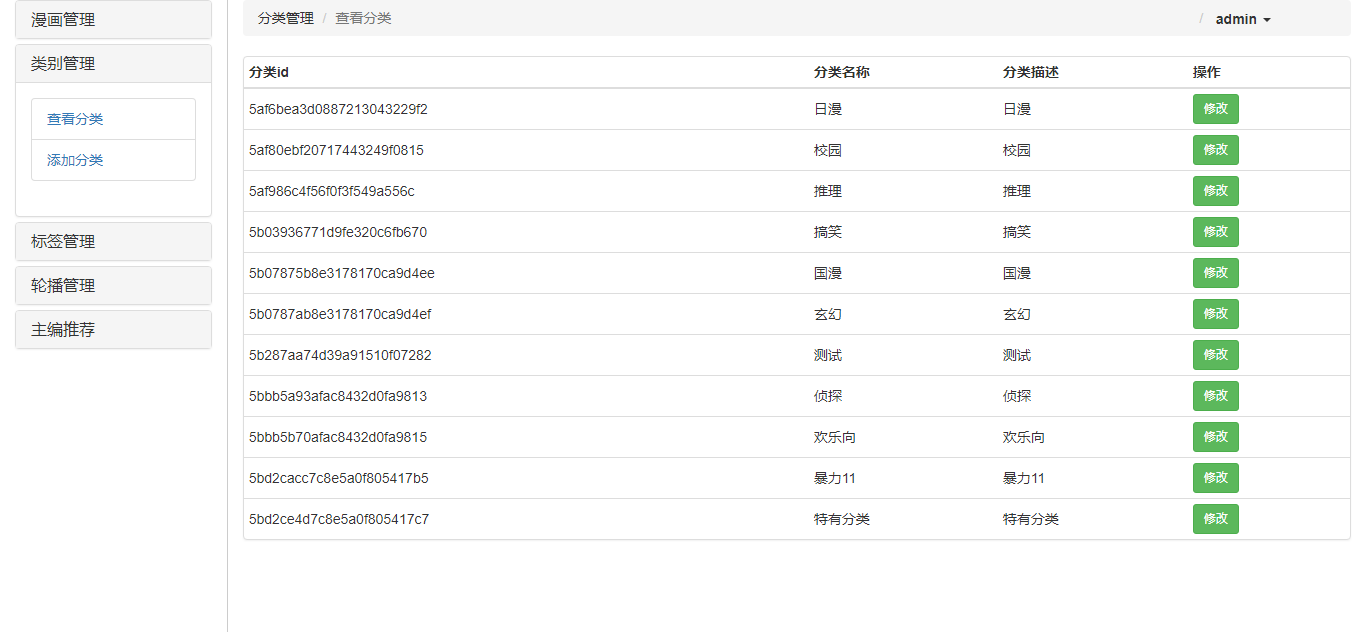 漫画管理
类别管理
查看分类
添加分类
标签管理
轮播管理
主编推荐
分类管理 / 查看分类 / admin
分类id 分类名称 分类描述 操作
5af6bea3d0887213043229f2 日漫 日漫 修改
5af80ebf20717443249f0815 校园 校园 修改
5af986c4f56f0f3f549a556c 推理 推理 修改
5b03936771d9fe320c6fb670 搞笑 搞笑 修改
5b07875b8e3178170ca9d4ee 国漫 国漫 修改
5b0787ab8e3178170ca9d4ef 玄幻 玄幻 修改
5b287aa74d39a91510f07282 测试 测试 修改
5bbb5a93afac8432d0fa9813 侦探 侦探 修改
5bbb5b70afac8432d0fa9815 欢乐向 欢乐向 修改
5bd2cacc7c8e5a0f805417b5 暴力11 暴力11 修改
5bd2ce4d7c8e5a0f805417c7 特有分类 特有分类 修改